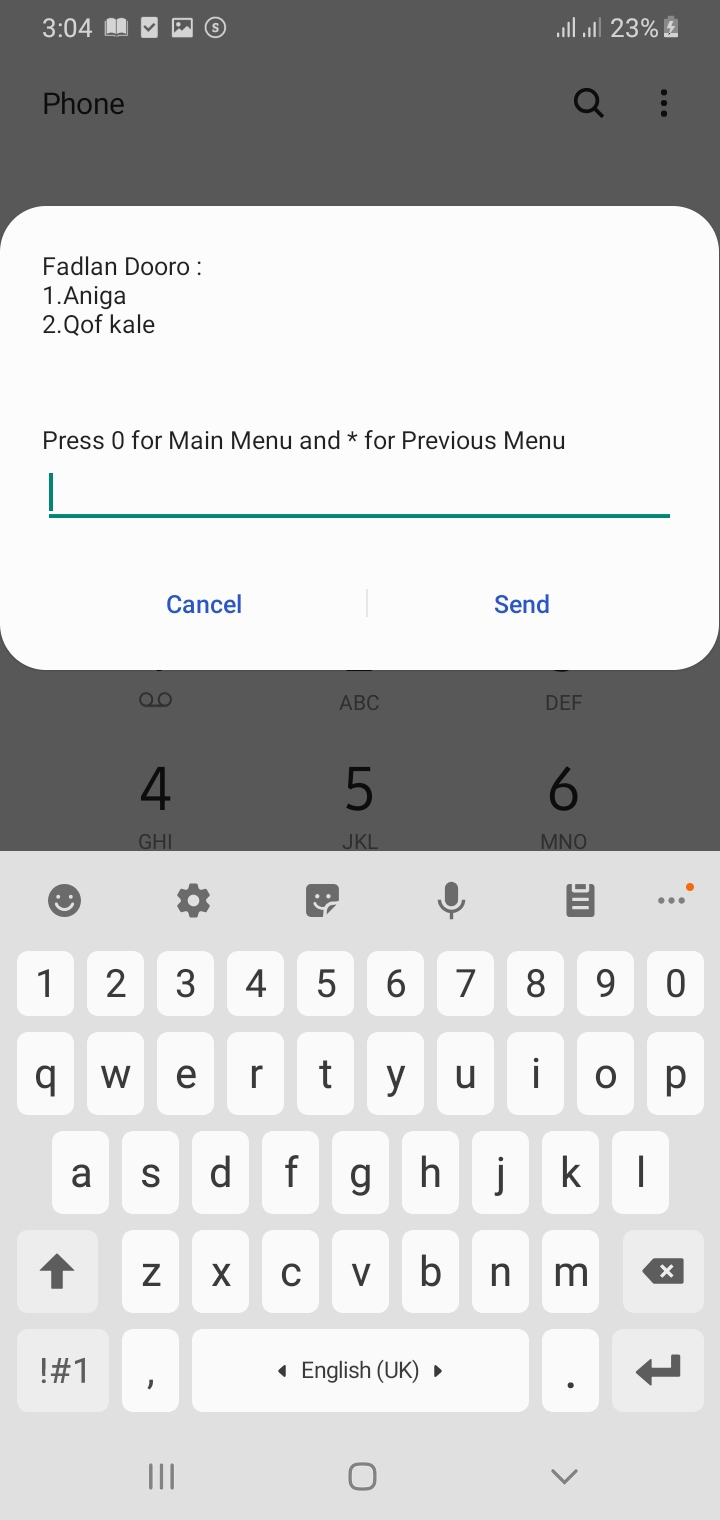 3:04
S
23%
Phone
Fadlan Dooro :
1.Aniga
2.Qof kale
Press 0 for Main Menu and * for Previous Menu
Cancel
Send
ABC
DEF
4
5
6
GHI
JKL
MNO
1 2 3 4 5 6 7 8 9 0
q w e r t y u i o p
a s d f g h j k l
z x c v b n m
!#1 , English (UK) .